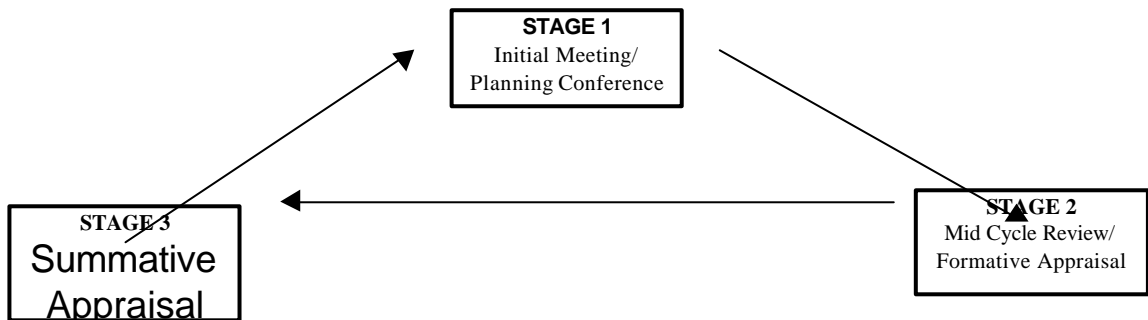 STAGE 1
Initial Meeting/
Planning Conference
STAGE 3
Summative
Appraisal
STAGE 2
Mid Cycle Review/
Formative Appraisal